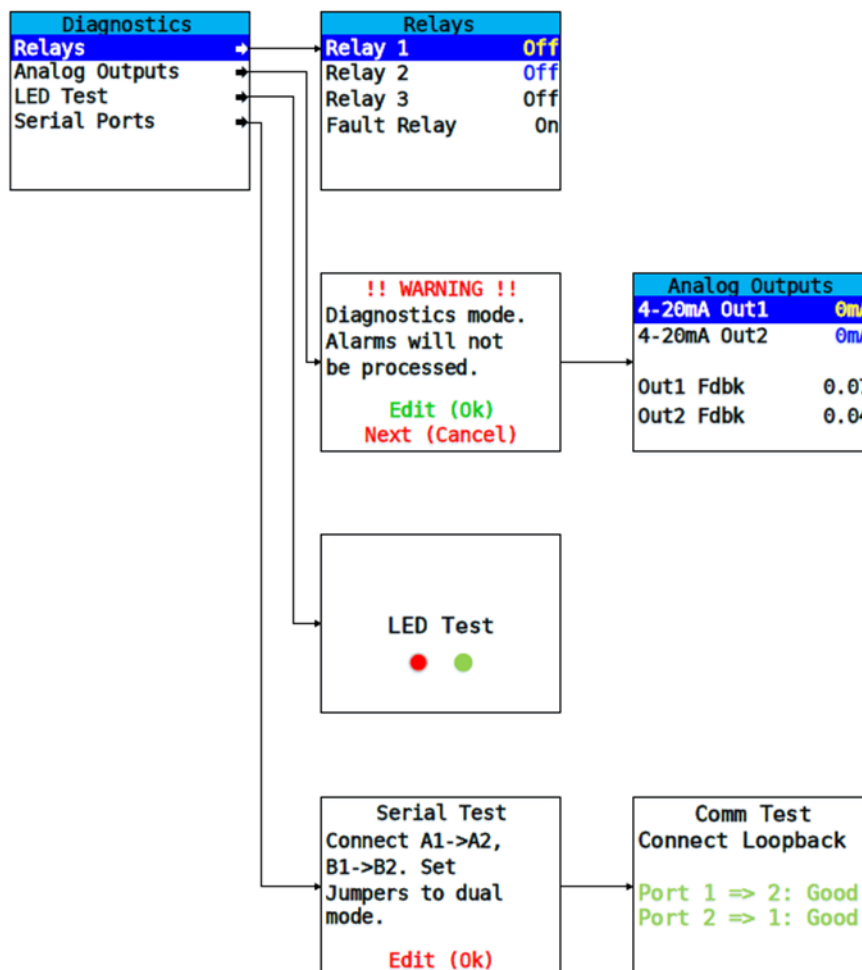 Diagnostics
Relays
Analog Outputs
LED Test
Serial Ports
Relays
Relay 1 Off
Relay 2 Off
Relay 3 Off
Fault Relay On
!! WARNING !!
Diagnostics mode.
Alarms will not
be processed.
Edit (Ok)
Next (Cancel)
Analog Outputs
4-20mA Out1
4-20mA Out2
Out1 Fdbk
Out2 Fdbk
LED Test
Serial Test
Connect A1->A2,
B1->B2. Set
Jumpers to dual
mode.
Edit (Ok)
Comm Test
Connect Loopback
Port 1 => 2: Good
Port 2 => 1: Good